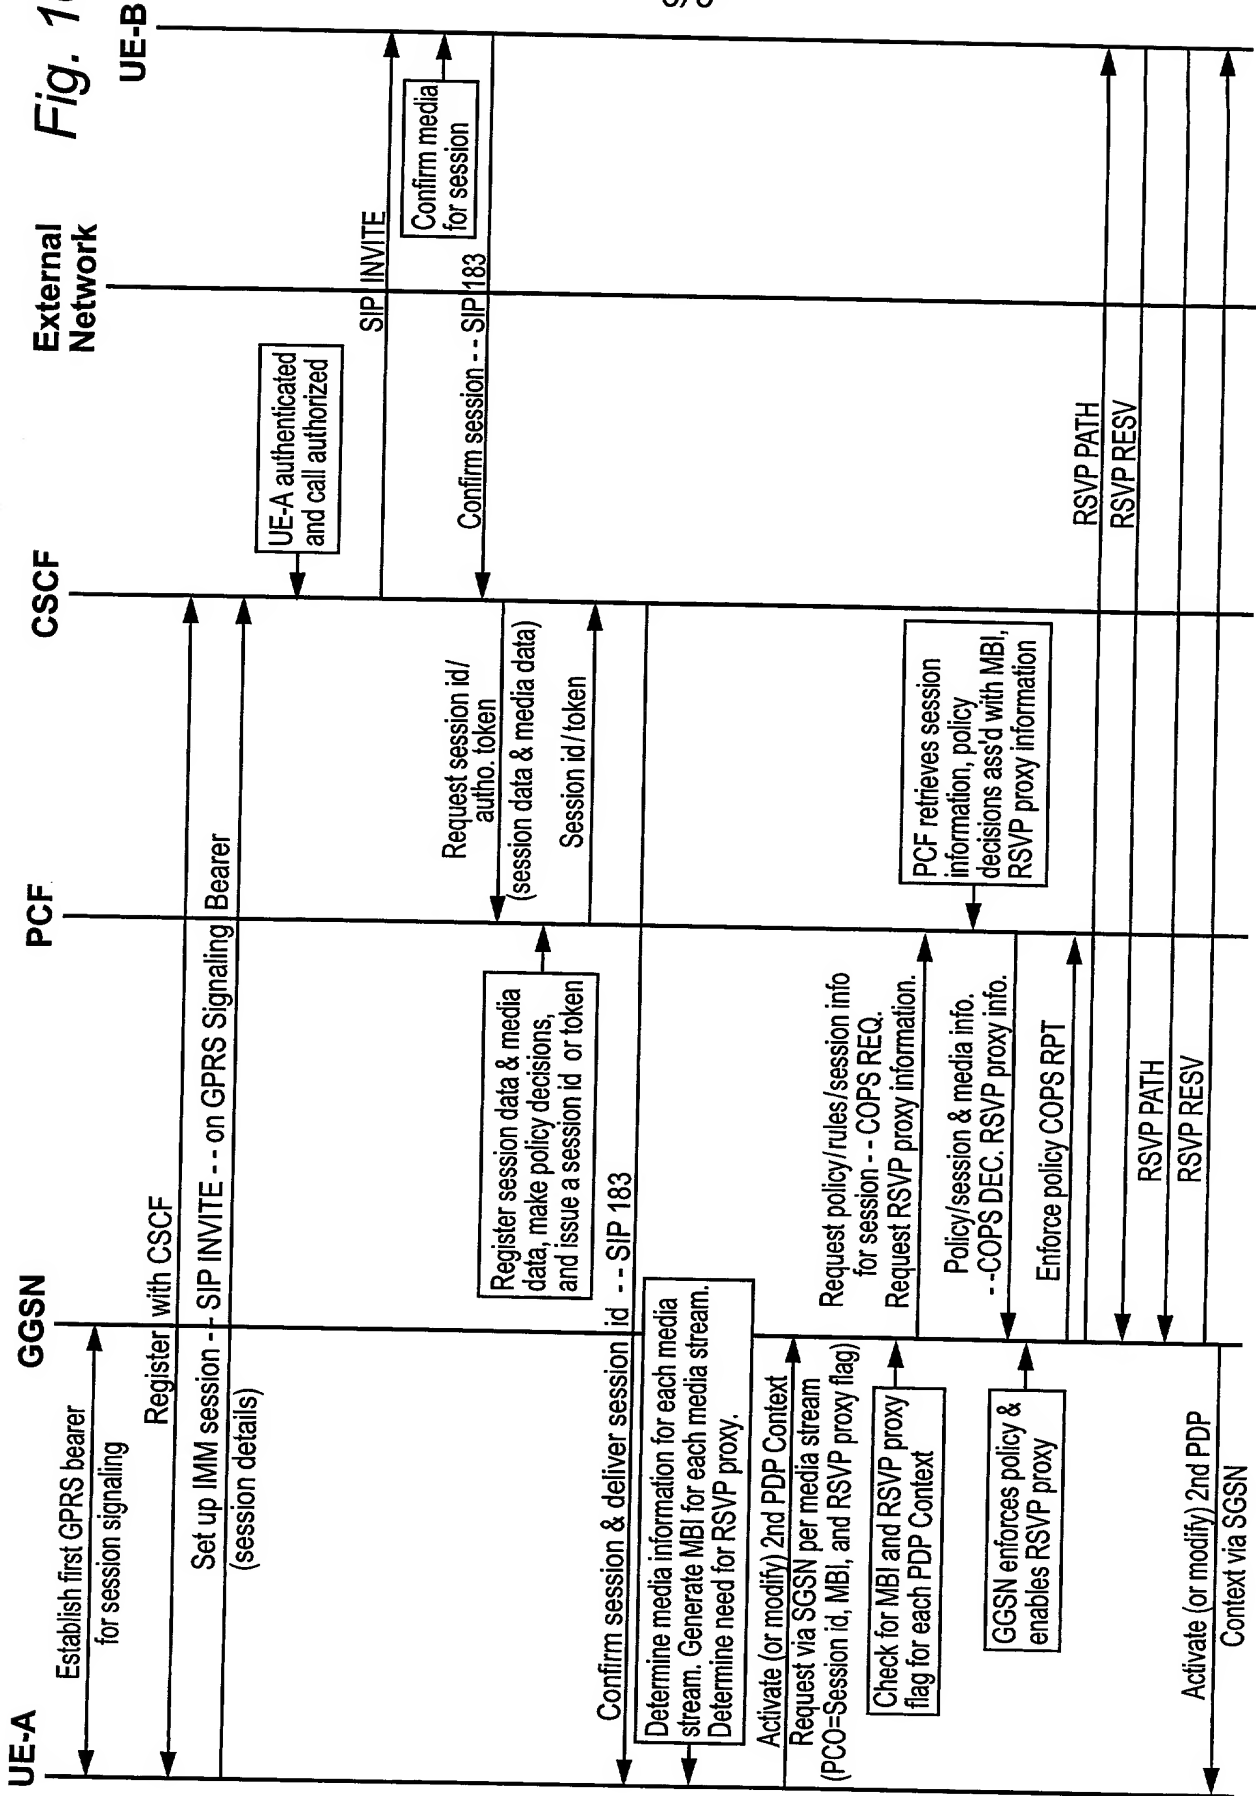 Fig. 10
UE-A
GGSN
PCF
CSCF
External
Network
UE-B
Establish first GPRS bearer
for session signaling
Register with CSCF
Set up IMM session - - SIP INVITE - - on GPRS Signaling Bearer
(session details)
UE-A authenticated
and call authorized
SIP INVITE
Confirm media
for session
Confirm session - - SIP 183
Request session id/
autho. token
(session data & media data)
Register session data & media
data, make policy decisions,
and issue a session id or token
Session id/token
Confirm session & deliver session id - - SIP 183
Determine media information for each media
stream. Generate MBI for each media stream.
Determine need for RSVP proxy.
Activate (or modify) 2nd PDP Context
Request via SGSN per media stream
(PCO=Session id, MBI, and RSVP proxy flag)
Check for MBI and RSVP proxy
flag for each PDP Context
Request policy/rules/session info
for session - - COPS REQ.
Request RSVP proxy information.
PCF retrieves session
information, policy
decisions ass'd with MBI,
RSVP proxy information
Policy/session & media info.
- -COPS DEC. RSVP proxy info.
GGSN enforces policy &
enables RSVP proxy
Enforce policy COPS RPT
RSVP PATH
RSVP RESV
RSVP PATH
RSVP RESV
Activate (or modify) 2nd PDP
Context via SGSN